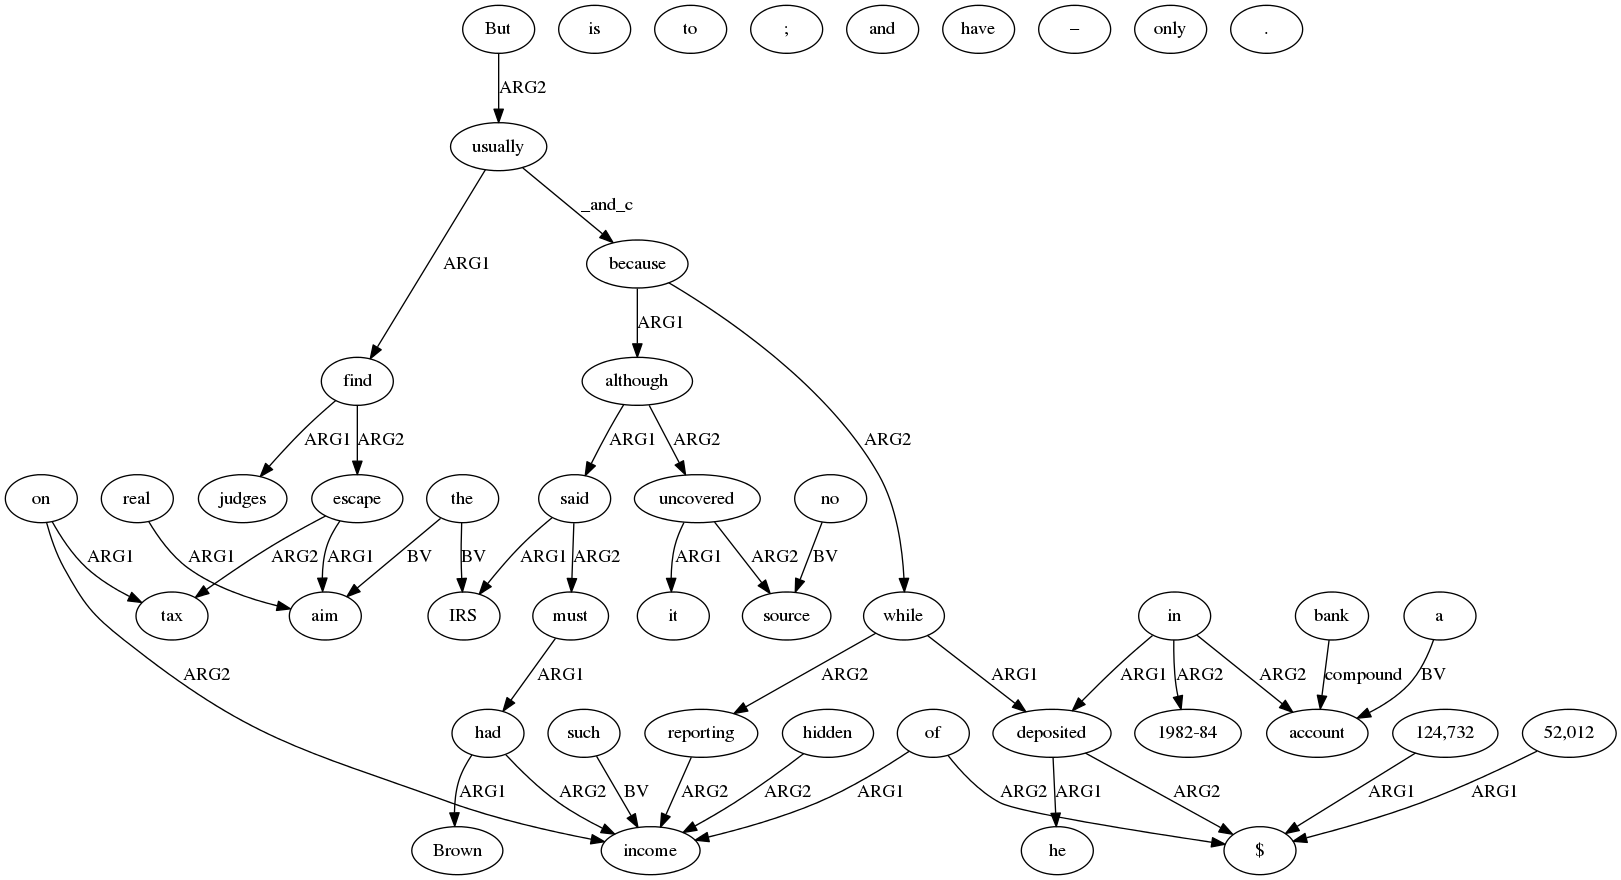 But is to ; and have – only .
ARG2
usually
_and_c
ARG1
because
ARG1
find although
ARG1 ARG2 ARG1 ARG2 ARG2
on real judges escape the said uncovered no
ARG1 ARG1 ARG2 ARG1 BV BV ARG1 ARG2 ARG1 ARG2 BV
tax aim IRS must it source while in bank a
ARG2 ARG1 ARG2 ARG1 ARG1 ARG2 ARG2 compound BV
had such reporting hidden of deposited 1982-84 account 124,732 52,012
ARG1 ARG2 BV ARG2 ARG2 ARG1 ARG2 ARG1 ARG2 ARG1 ARG1
Brown income he $